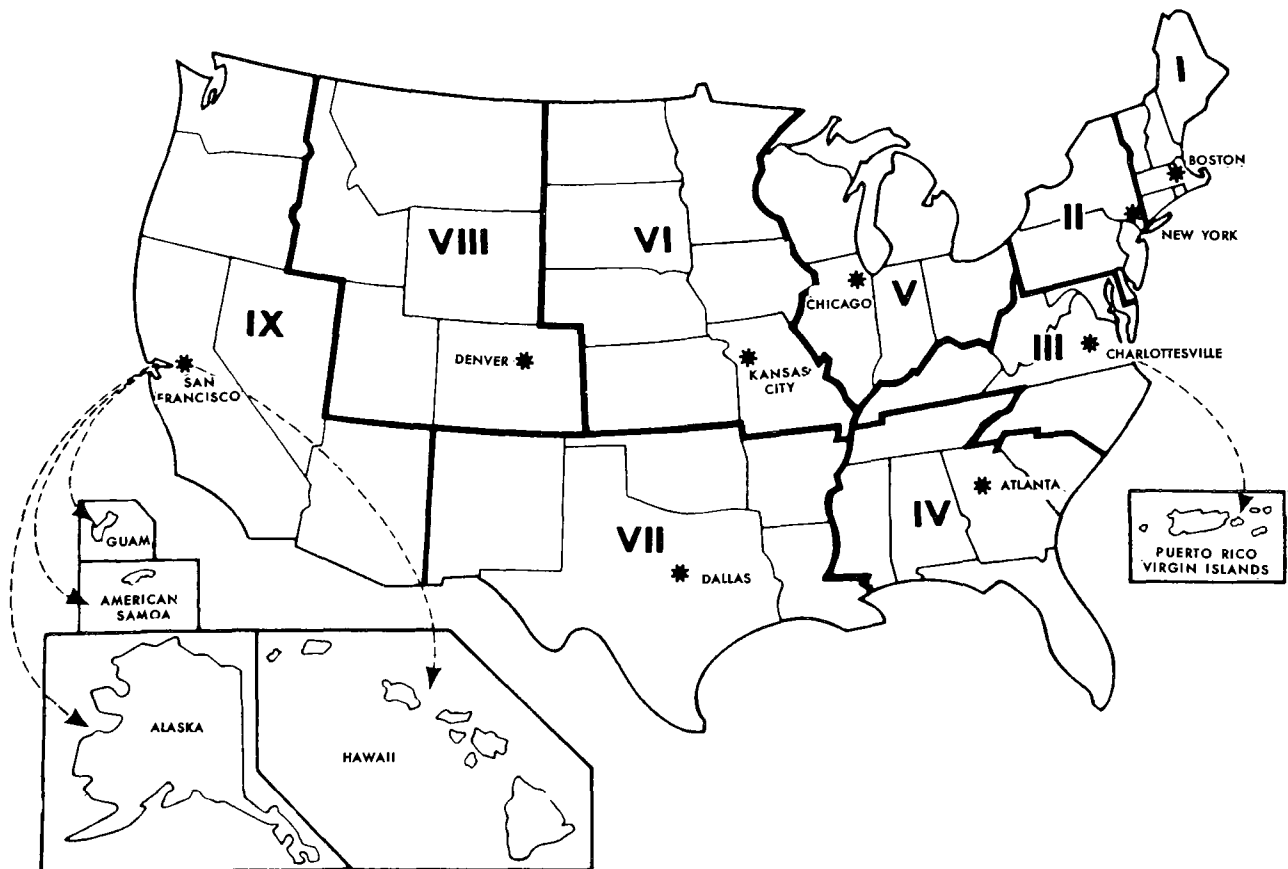 I
BOSTON
II
NEW YORK
VIII
VI
IX
CHICAGO
V
III
CHARLOTTESVILLE
DENVER
KANSAS
CITY
SAN
FRANCISCO
ATLANTA
IV
VII
DALLAS
GUAM
PUERTO RICO
VIRGIN ISLANDS
AMERICAN
SAMOA
ALASKA
HAWAII